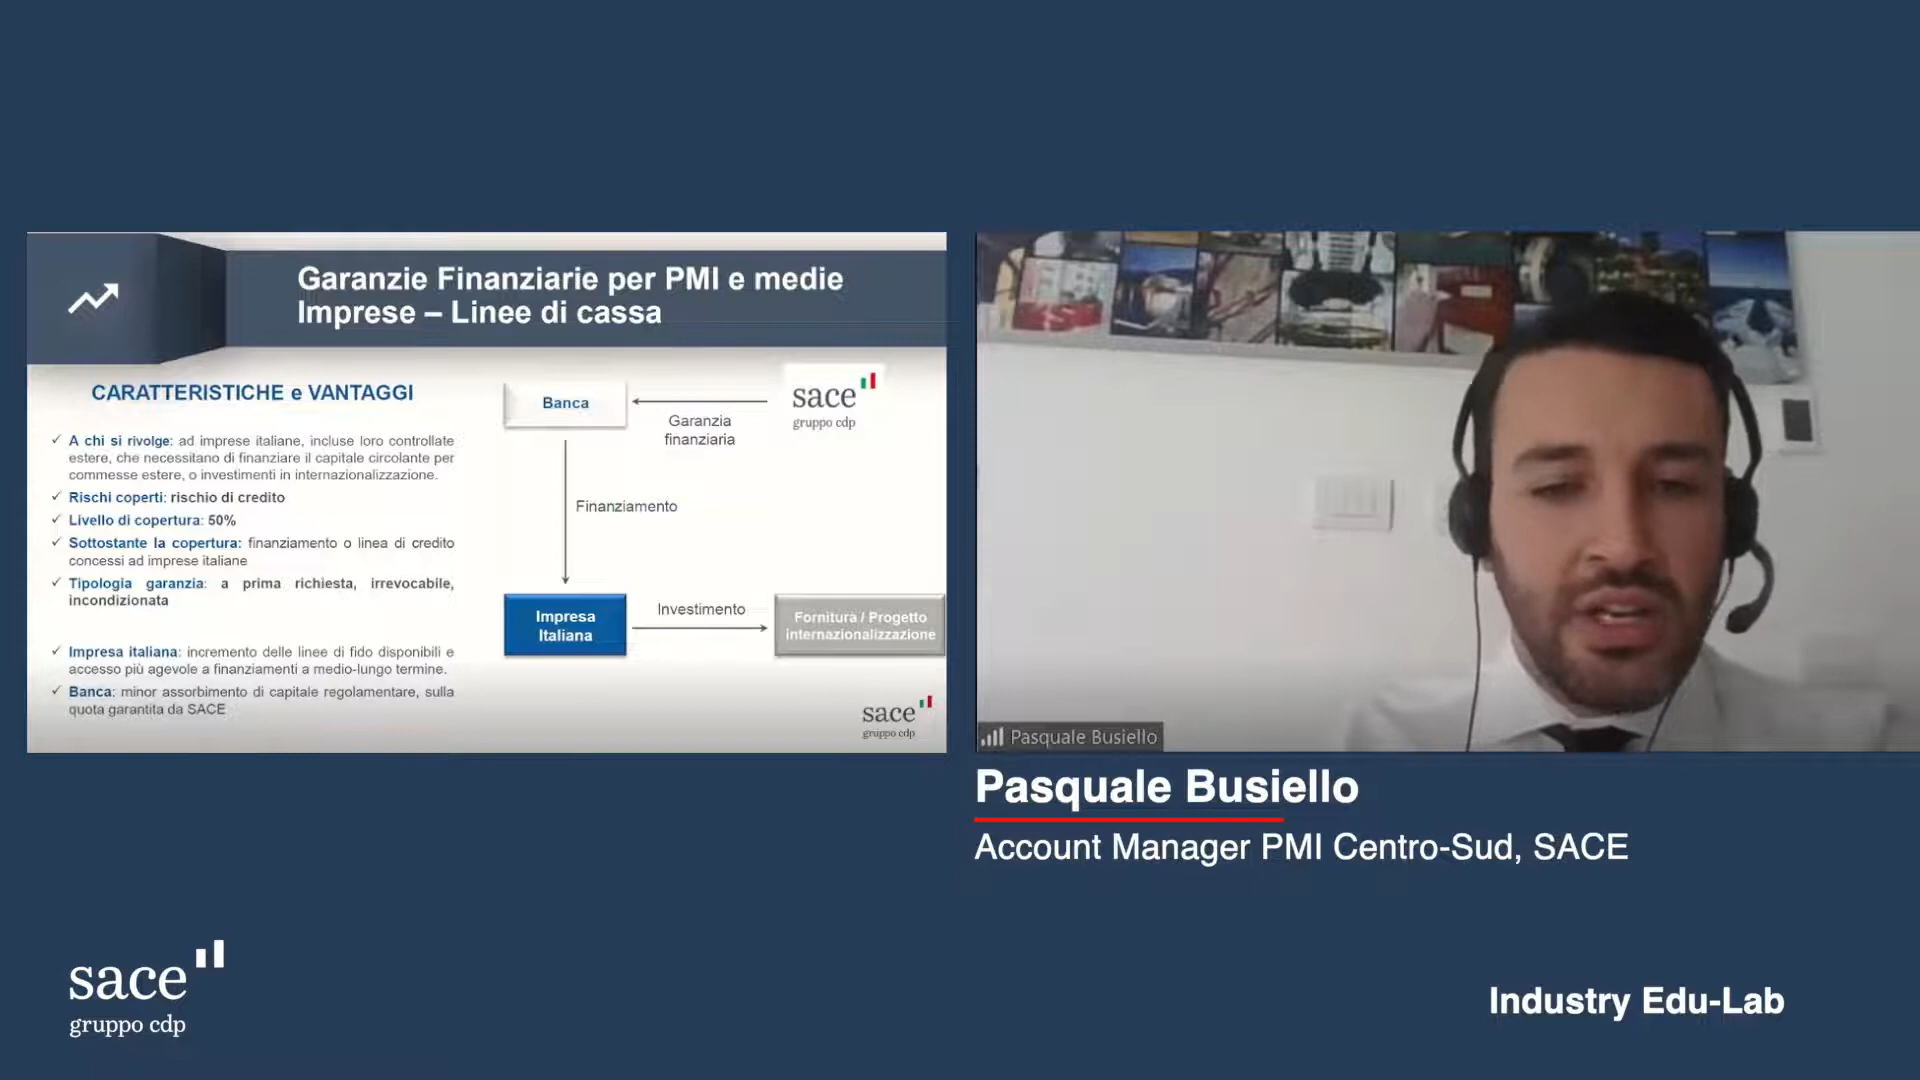 Garanzie Finanziarie per PMI e medie
Imprese – Linee di cassa
CARATTERISTICHE e VANTAGGI
✓ A chi si rivolge: ad imprese italiane, incluse loro controllate
estere, che necessitano di finanziare il capitale circolante per
commesse estere, o investimenti in internazionalizzazione.
✓ Rischi coperti: rischio di credito
✓ Livello di copertura: 50%
✓ Sottostante la copertura: finanziamento o linea di credito
concessi ad imprese italiane
✓ Tipologia garanzia: a prima richiesta, irrevocabile,
incondizionata
✓ Impresa italiana: incremento delle linee di fido disponibili e
accesso più agevole a finanziamenti a medio-lungo termine.
✓ Banca: minor assorbimento di capitale regolamentare, sulla
quota garantita da SACE
Banca
Garanzia
finanziaria
sace
gruppo cdp
Finanziamento
Impresa
Italiana
Investimento
Fornitura / Progetto
internazionalizzazione
sace
gruppo cdp
Pasquale Busiello
Pasquale Busiello
Account Manager PMI Centro-Sud, SACE
sace
gruppo cdp
Industry Edu-Lab